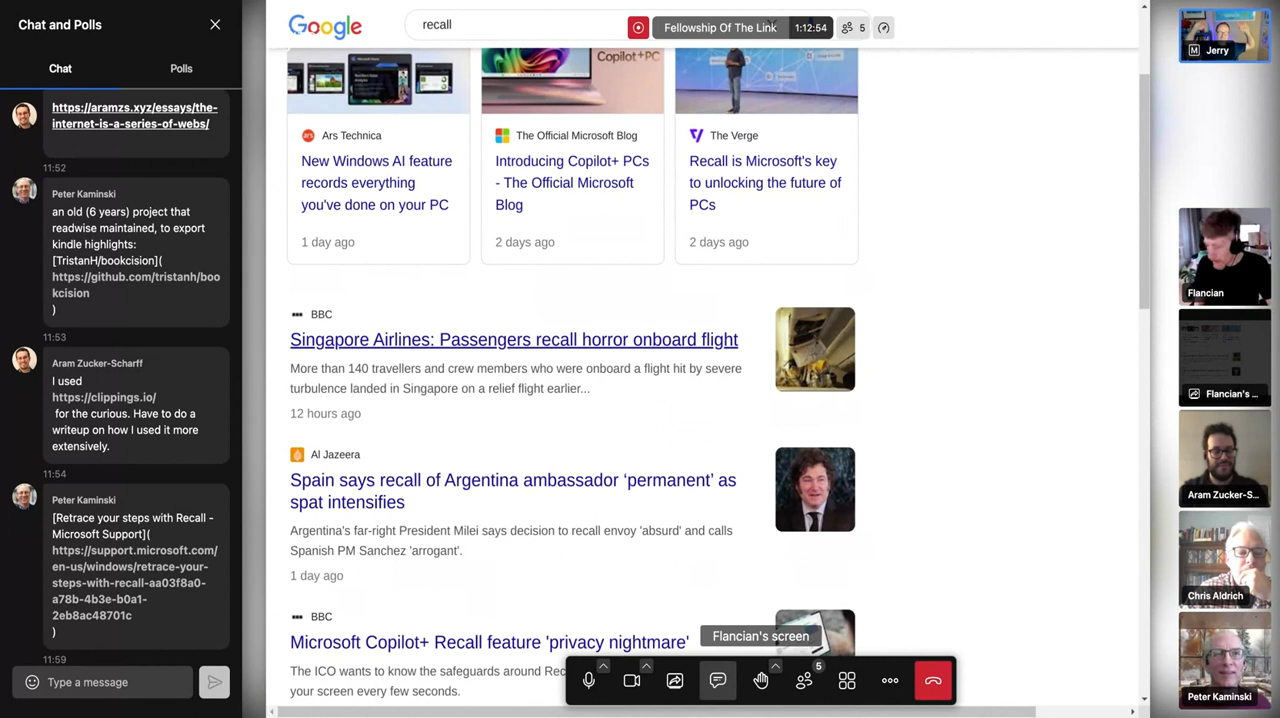 Chat and Polls
Chat
Polls
https://aramzs.xyz/essays/the-
internet-is-a-series-of-webs/
11:52
Peter Kaminski
an old (6 years) project that
readwise maintained, to export
kindle highlights:
[TristanH/bookcision](
https://github.com/tristanh/boo
kcision
)
11:53
Aram Zucker-Scharff
I used
https://clippings.io/
for the curious. Have to do a
writeup on how I used it more
extensively.
11:54
Peter Kaminski
[Retrace your steps with Recall -
Microsoft Support](
https://support.microsoft.com/
en-us/windows/retrace-your-
steps-with-recall-aa03f8a0-
a78b-4b3e-b0a1-
2eb8ac48701c
)
11:59
Type a message
Google
recall
Fellowship Of The Link
1:12:54
5
Copilot+PC
Ars Technica
New Windows AI feature
records everything
you've done on your PC
1 day ago
The Official Microsoft Blog
Introducing Copilot+ PCs
- The Official Microsoft
Blog
2 days ago
The Verge
Recall is Microsoft's key
to unlocking the future of
PCs
2 days ago
BBC
Singapore Airlines: Passengers recall horror onboard flight
More than 140 travellers and crew members who were onboard a flight hit by severe
turbulence landed in Singapore on a relief flight earlier...
12 hours ago
Al Jazeera
Spain says recall of Argentina ambassador ‘permanent’ as
spat intensifies
Argentina's far-right President Milei says decision to recall envoy 'absurd' and calls
Spanish PM Sanchez 'arrogant'.
1 day ago
BBC
Microsoft Copilot+ Recall feature 'privacy nightmare'
The ICO wants to know the safeguards around Rec
your screen every few seconds.
Flancian's screen
5
M Jerry
Flancian
Flancian's ...
Aram Zucker-S...
Chris Aldrich
Peter Kaminski